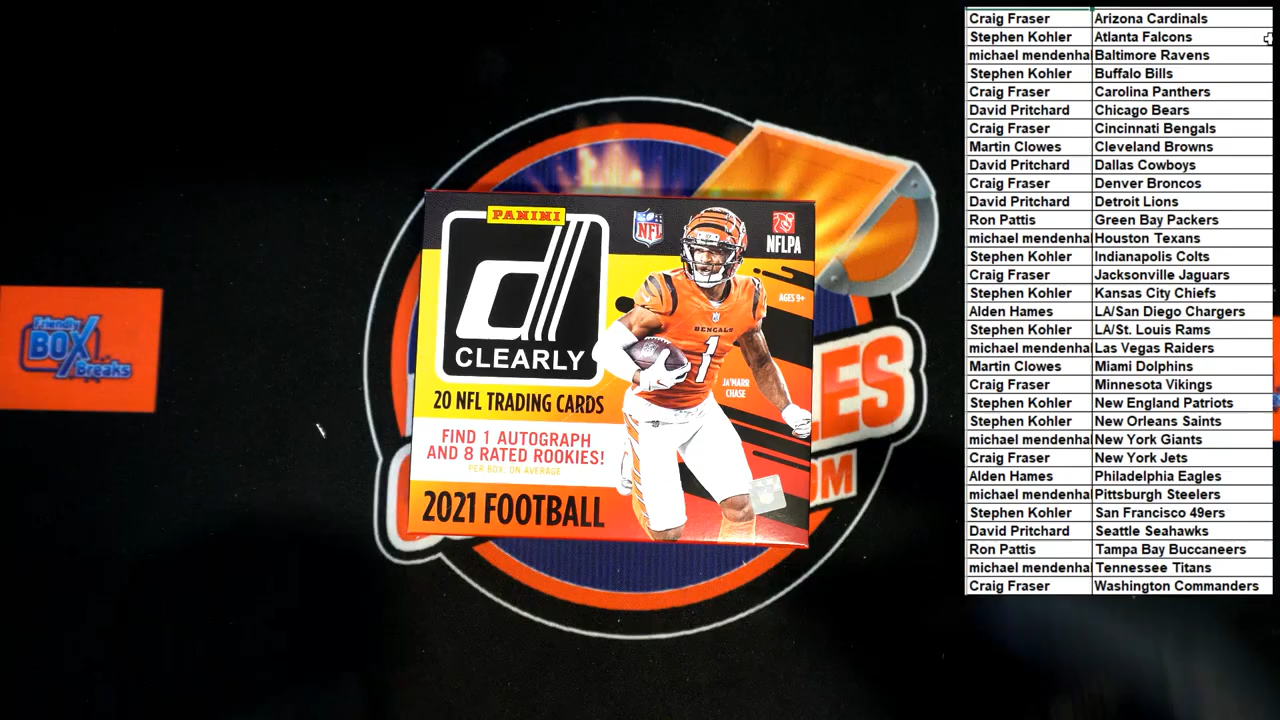 Friendly
BOX
Breaks
PANINI
NFL
NFLPA
AGES 9+
d
CLEARLY
BENGALS
1
JA'MARR
CHASE
20 NFL TRADING CARDS
FIND 1 AUTOGRAPH
AND 8 RATED ROOKIES!
PER BOX, ON AVERAGE
2021 FOOTBALL
Craig Fraser Arizona Cardinals
Stephen Kohler Atlanta Falcons
michael mendenhal Baltimore Ravens
Stephen Kohler Buffalo Bills
Craig Fraser Carolina Panthers
David Pritchard Chicago Bears
Craig Fraser Cincinnati Bengals
Martin Clowes Cleveland Browns
David Pritchard Dallas Cowboys
Craig Fraser Denver Broncos
David Pritchard Detroit Lions
Ron Pattis Green Bay Packers
michael mendenhal Houston Texans
Stephen Kohler Indianapolis Colts
Craig Fraser Jacksonville Jaguars
Stephen Kohler Kansas City Chiefs
Alden Hames LA/San Diego Chargers
Stephen Kohler LA/St. Louis Rams
michael mendenhal Las Vegas Raiders
Martin Clowes Miami Dolphins
Craig Fraser Minnesota Vikings
Stephen Kohler New England Patriots
Stephen Kohler New Orleans Saints
michael mendenhal New York Giants
Craig Fraser New York Jets
Alden Hames Philadelphia Eagles
michael mendenhal Pittsburgh Steelers
Stephen Kohler San Francisco 49ers
David Pritchard Seattle Seahawks
Ron Pattis Tampa Bay Buccaneers
michael mendenhal Tennessee Titans
Craig Fraser Washington Commanders